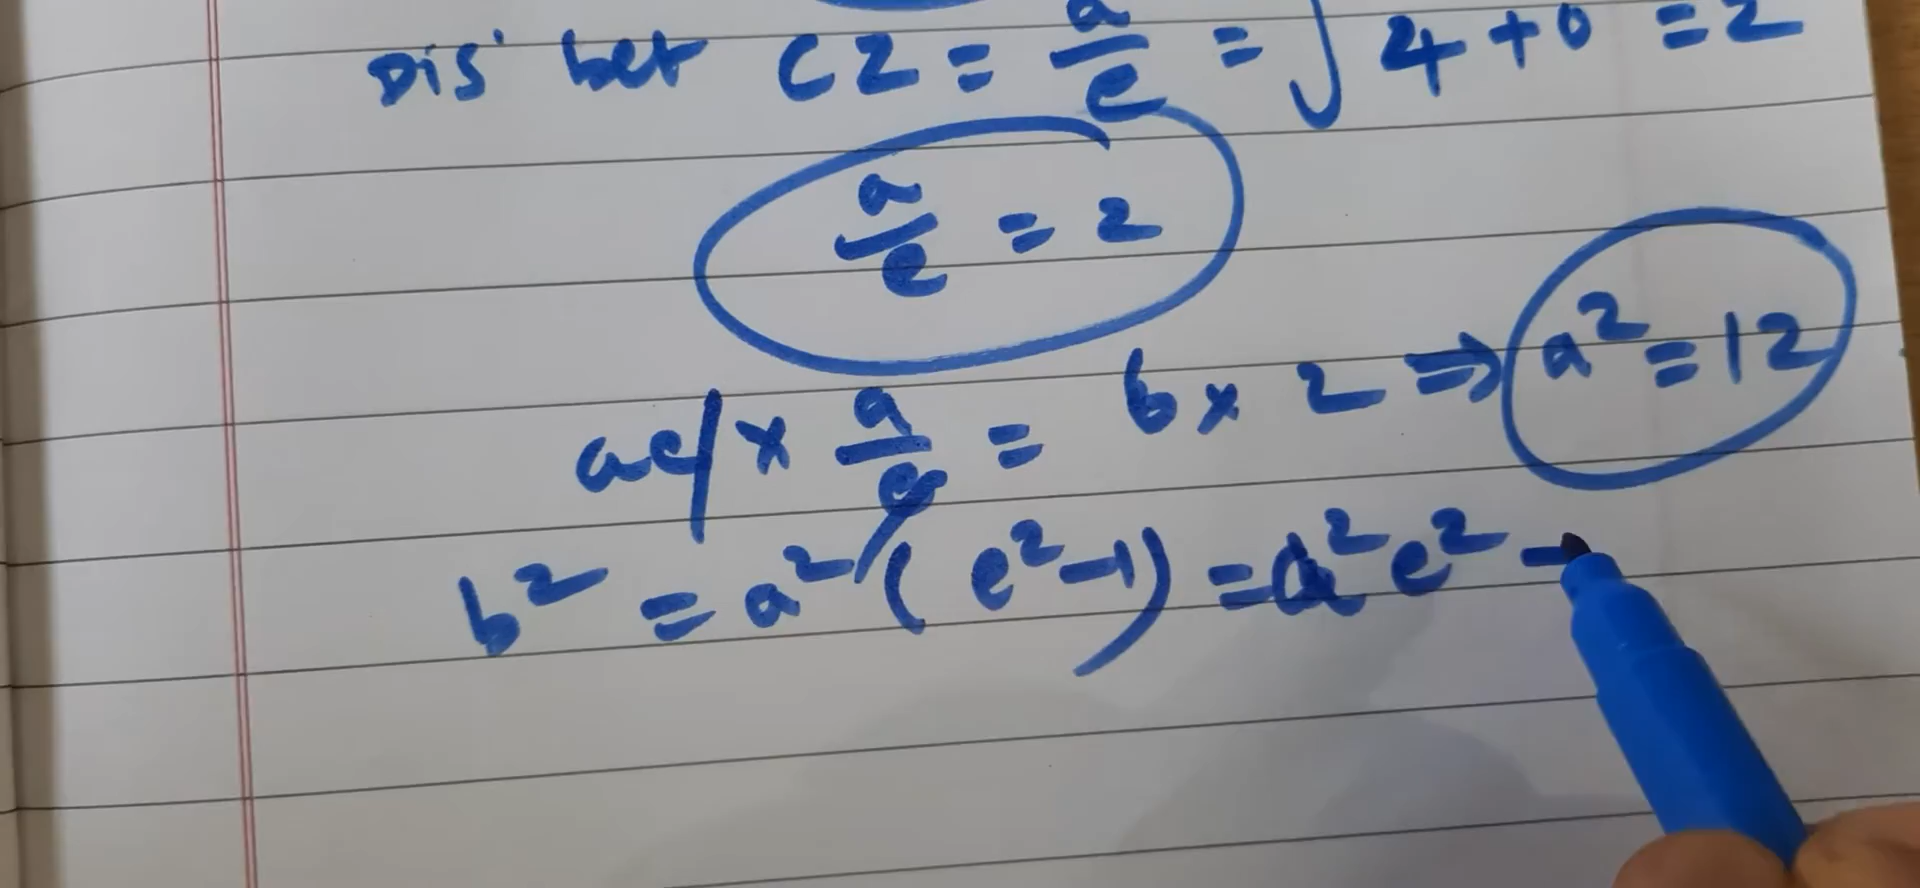 Dis' bet CZ = a/e = √4+0 = 2
a/e = 2
ae × a/e = 6 × 2 ⇒ a² = 12
b² = a² (e²-1) = a²e² -